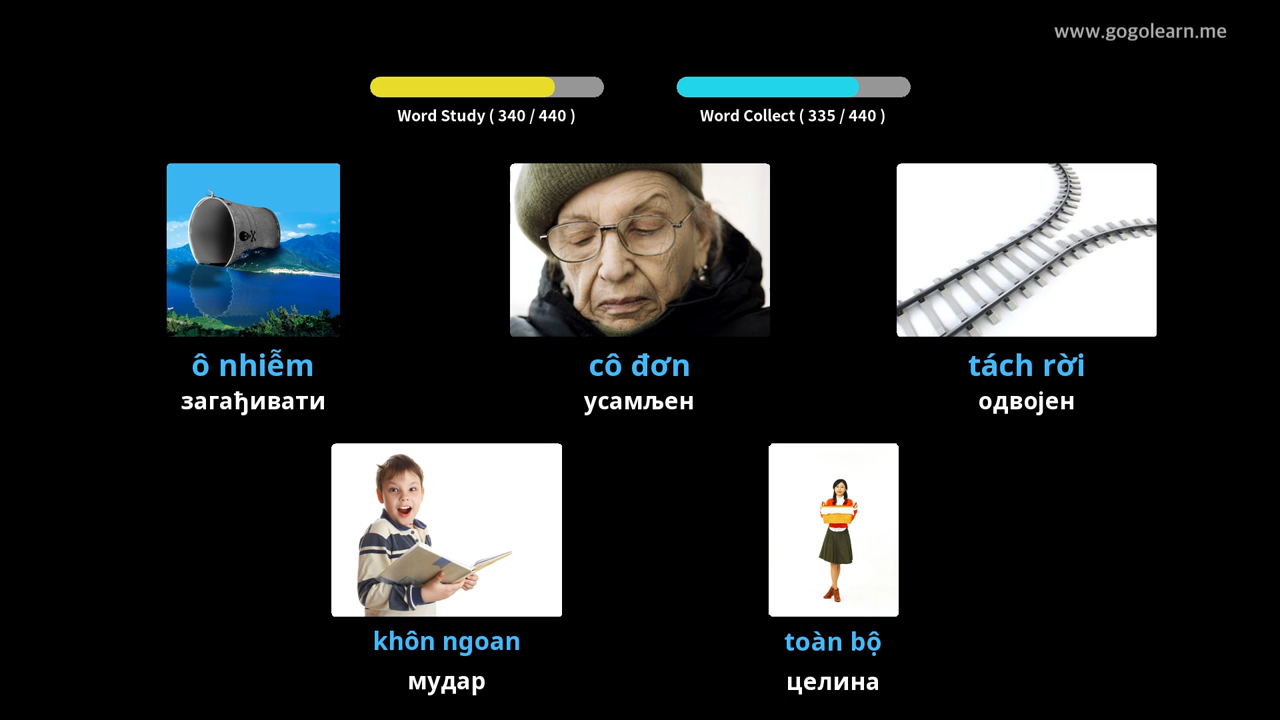 www.gogolearn.me
Word Study ( 340 / 440 )
Word Collect ( 335 / 440 )
ô nhiễm
загађивати
cô đơn
усамљен
tách rời
одвојен
khôn ngoan
мудар
toàn bộ
целина